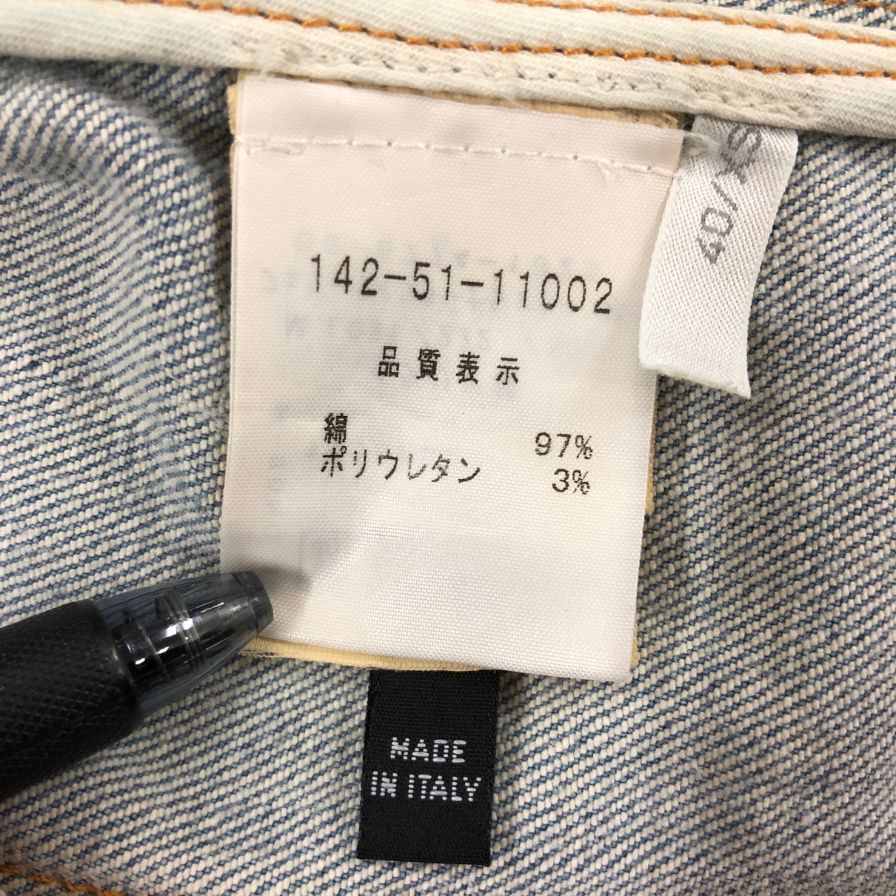 142-51-11002
品質表示
綿 97%
ポリウレタン 3%
40/XS
MADE
IN ITALY